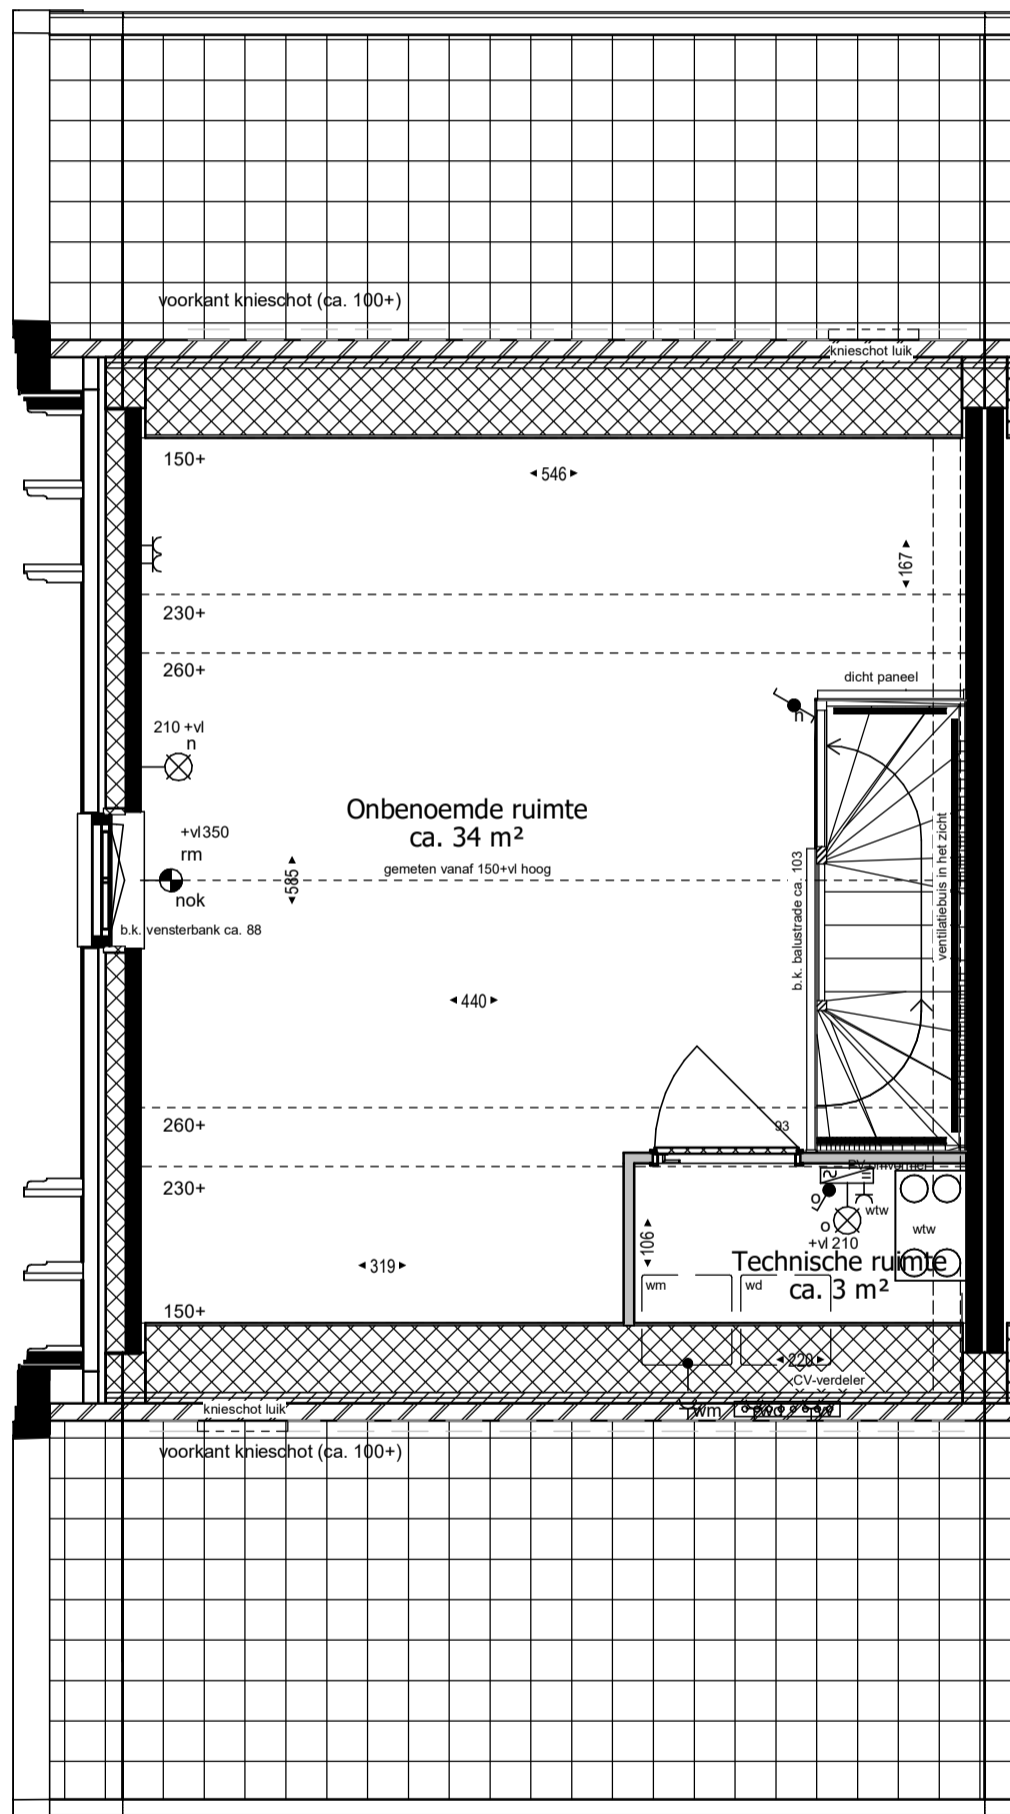 voorkant knieschot (ca. 100+)
knieschot luik
150+
546
167
230+
260+
dicht paneel
210 +vl
n
n
Onbenoemde ruimte
ca. 34 m²
gemeten vanaf 150+vl hoog
+vl350
rm
nok
585
b.k. vensterbank ca. 88
b.k. balustrade ca. 103
ventilatiebuis in het zicht
440
93
260+
230+
PV-omvormer
o
wtw
o
+vl 210
wtw
106
319
Technische ruimte
ca. 3 m²
wm
wd
150+
220
CV-verdeler
knieschot luik
wm
wd
voorkant knieschot (ca. 100+)